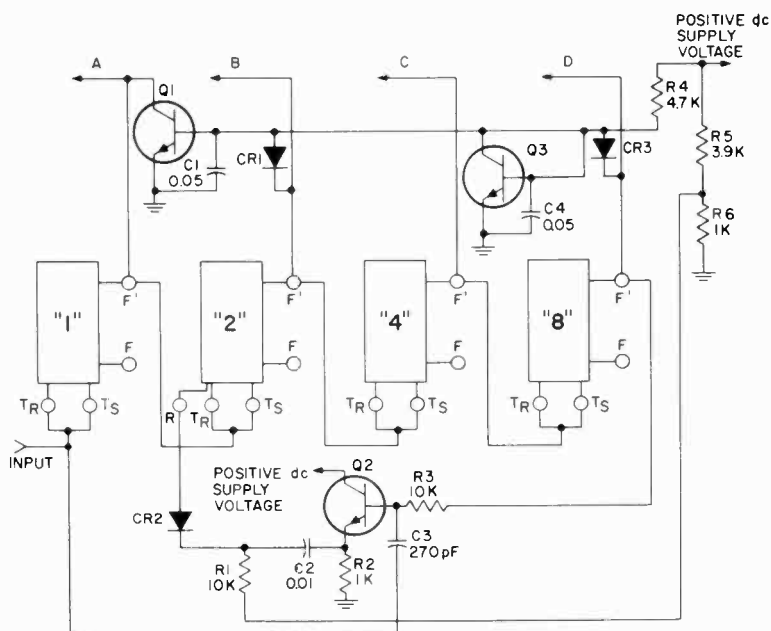 POSITIVE dc
SUPPLY
VOLTAGE
A
B
C
D
Q1
R4
4.7K
R5
3.9K
C1
0.05
CR1
Q3
CR3
C4
0.05
R6
1K
"1"
F'
F
TR
TS
"2"
F'
F
R
TR
TS
"4"
F'
F
TR
TS
"8"
F'
F
TR
TS
INPUT
POSITIVE dc
SUPPLY
VOLTAGE
Q2
R3
10K
CR2
C3
270pF
R1
10K
C2
0.01
R2
1K